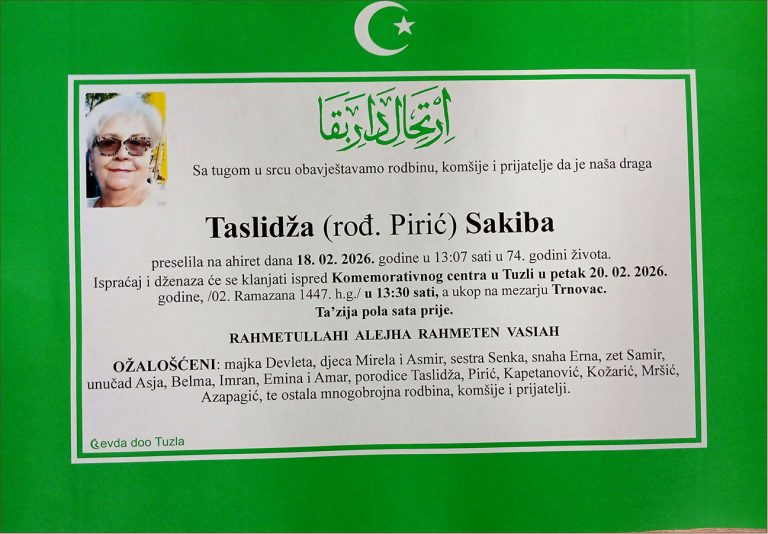 اِرْتِحَالِ دَارِ بَقَا
Sa tugom u srcu obavještavamo rodbinu, komšije i prijatelje da je naša draga
Taslidža (rođ. Pirić) Sakiba
preselila na ahiret dana 18. 02. 2026. godine u 13:07 sati u 74. godini života.
Ispraćaj i dženaza će se klanjati ispred Komemorativnog centra u Tuzli u petak 20. 02. 2026.
godine, /02. Ramazana 1447. h.g./ u 13:30 sati, a ukop na mezarju Trnovac.
Ta’zija pola sata prije.
RAHMETULLAHI ALEJHA RAHMETEN VASIAH
OŽALOŠĆENI: majka Devleta, djeca Mirela i Asmir, sestra Senka, snaha Erna, zet Samir,
unučad Asja, Belma, Imran, Emina i Amar, porodice Taslidža, Pirić, Kapetanović, Kožarić, Mršić,
Azapagić, te ostala mnogobrojna rodbina, komšije i prijatelji.
evda doo Tuzla